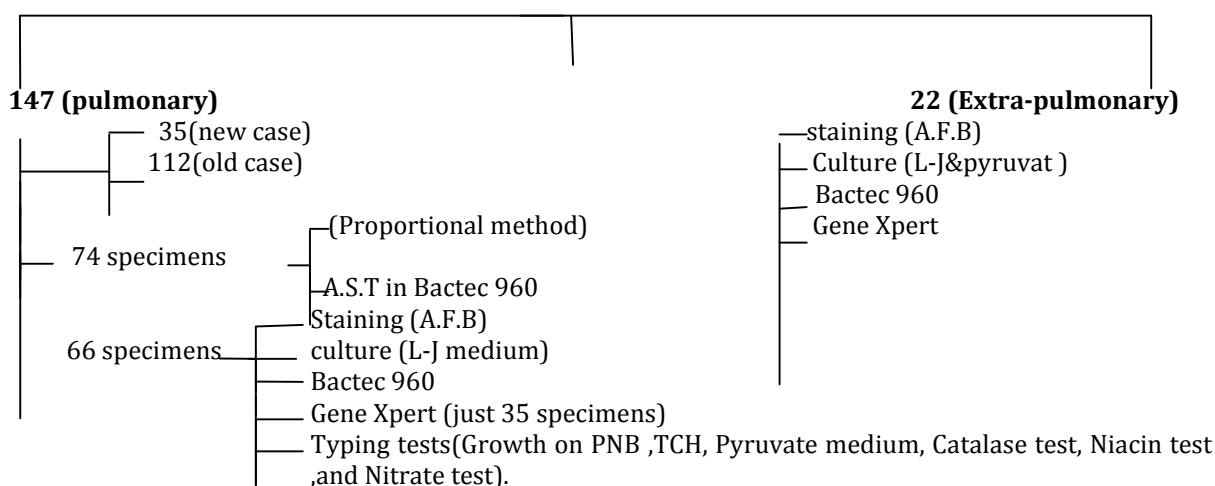 147 (pulmonary)
35(new case)
112(old case)
74 specimens
(Proportional method)
A.S.T in Bactec 960
66 specimens
Staining (A.F.B)
culture (L-J medium)
Bactec 960
Gene Xpert (just 35 specimens)
Typing tests(Growth on PNB ,TCH, Pyruvate medium, Catalase test, Niacin test
,and Nitrate test).
22 (Extra-pulmonary)
staining (A.F.B)
Culture (L-J&pyruvat )
Bactec 960
Gene Xpert